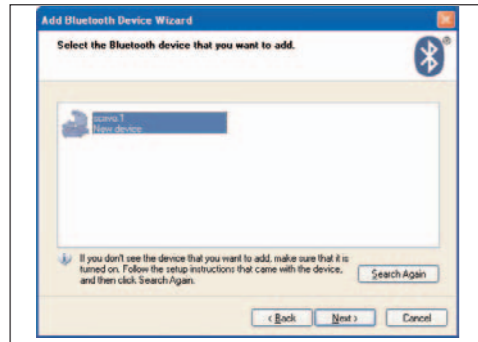 Add Bluetooth Device Wizard
Select the Bluetooth device that you want to add.
®
New device
If you don't see the device that you want to add, make sure that it is
turned on. Follow the setup instructions that came with the device,
and then click Search Again.
Search Again
< Back
Next >
Cancel